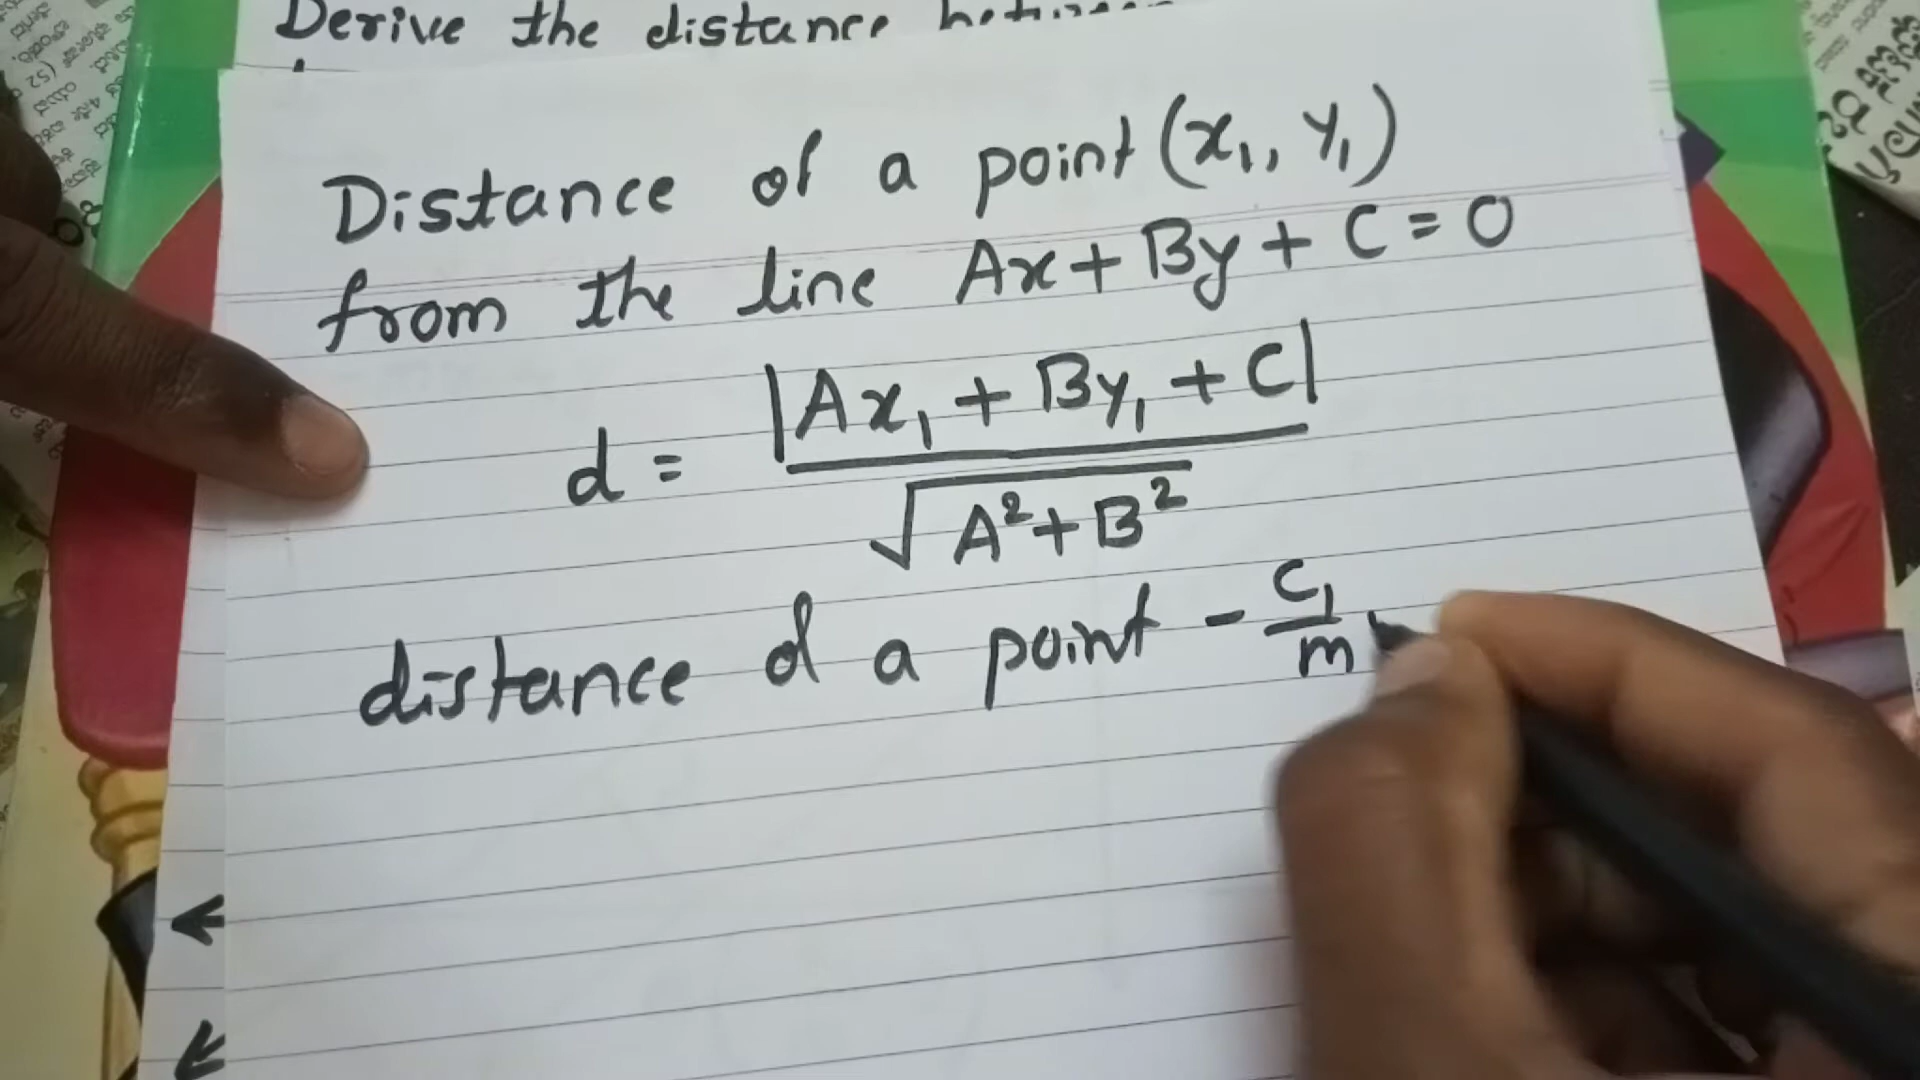 Derive the distance between
Distance of a point (x₁, y₁)
from the line Ax + By + C = 0
d = |Ax₁ + By₁ + C| / √(A² + B²)
distance of a point - C₁/m,